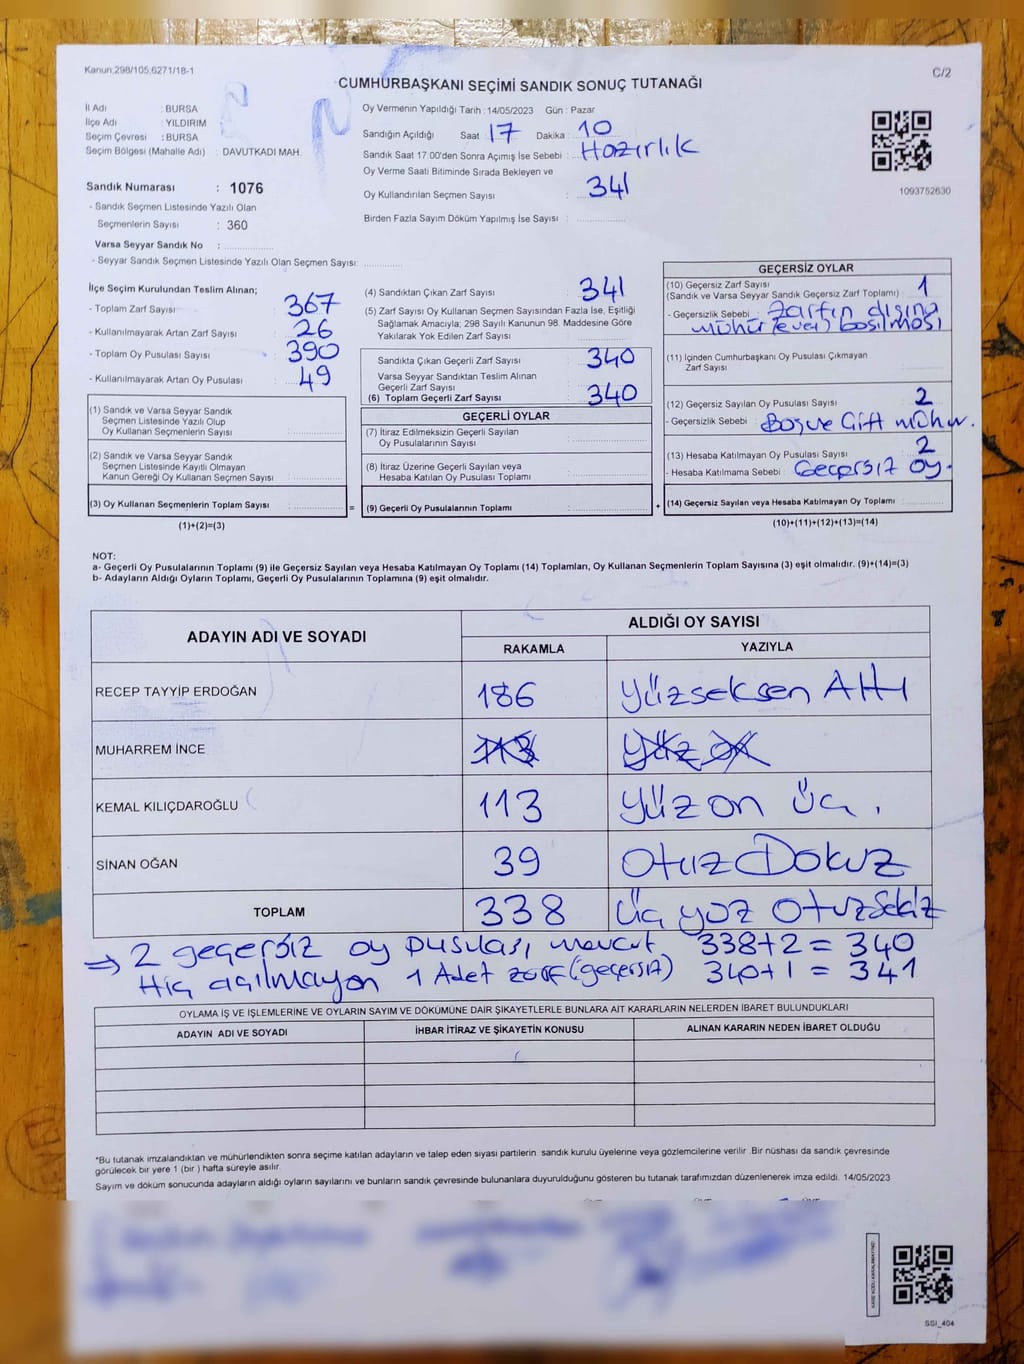 Kanun:298/105;6271/18-1
C/2
CUMHURBAŞKANI SEÇİMİ SANDIK SONUÇ TUTANAĞI
İl Adı : BURSA
İlçe Adı : YILDIRIM
Seçim Çevresi : BURSA
Seçim Bölgesi (Mahalle Adı) : DAVUTKADI MAH.
Oy Vermenin Yapıldığı Tarih : 14/05/2023 Gün : Pazar
Sandığın Açıldığı Saat : 17 Dakika : 10
Sandık Saat 17:00'den Sonra Açımış İse Sebebi : Hazırlık
Oy Verme Saati Bitiminde Sırada Bekleyen ve
Oy Kullandırılan Seçmen Sayısı : 341
Birden Fazla Sayım Döküm Yapılmış İse Sayısı :
1093752630
Sandık Numarası : 1076
- Sandık Seçmen Listesinde Yazılı Olan
Seçmenlerin Sayısı : 360
Varsa Seyyar Sandık No :
- Seyyar Sandık Seçmen Listesinde Yazılı Olan Seçmen Sayısı:
İlçe Seçim Kurulundan Teslim Alınan;
- Toplam Zarf Sayısı : 367
- Kullanılmayarak Artan Zarf Sayısı : 26
- Toplam Oy Pusulası Sayısı : 390
- Kullanılmayarak Artan Oy Pusulası : 49
(1) Sandık ve Varsa Seyyar Sandık
Seçmen Listesinde Yazılı Olup
Oy Kullanan Seçmenlerin Sayısı :
(2) Sandık ve Varsa Seyyar Sandık
Seçmen Listesinde Kayıtlı Olmayan
Kanun Gereği Oy Kullanan Seçmen Sayısı :
(3) Oy Kullanan Seçmenlerin Toplam Sayısı : =
(1)+(2)=(3)
(4) Sandıktan Çıkan Zarf Sayısı : 341
(5) Zarf Sayısı Oy Kullanan Seçmen Sayısından Fazla İse, Eşitliği
Sağlamak Amacıyla; 298 Sayılı Kanunun 98. Maddesine Göre
Yakılarak Yok Edilen Zarf Sayısı :
Sandıkta Çıkan Geçerli Zarf Sayısı : 340
Varsa Seyyar Sandıktan Teslim Alınan
Geçerli Zarf Sayısı :
(6) Toplam Geçerli Zarf Sayısı : 340
GEÇERLİ OYLAR
(7) İtiraz Edilmeksizin Geçerli Sayılan
Oy Pusulalarının Sayısı :
(8) İtiraz Üzerine Geçerli Sayılan veya
Hesaba Katılan Oy Pusulası Toplamı :
(9) Geçerli Oy Pusulalarının Toplamı : +
GEÇERSİZ OYLAR
(10) Geçersiz Zarf Sayısı
(Sandık ve Varsa Seyyar Sandık Geçersiz Zarf Toplamı) : 1
- Geçersizlik Sebebi : Zarfın dışına
mühür (evet) basılması
(11) İçinden Cumhurbaşkanı Oy Pusulası Çıkmayan
Zarf Sayısı :
(12) Geçersiz Sayılan Oy Pusulası Sayısı : 2
- Geçersizlik Sebebi : Boş ve Çift mühür.
(13) Hesaba Katılmayan Oy Pusulası Sayısı : 2
- Hesaba Katılmama Sebebi : Geçersiz oy.
(14) Geçersiz Sayılan veya Hesaba Katılmayan Oy Toplamı :
(10)+(11)+(12)+(13)=(14)
NOT:
a- Geçerli Oy Pusulalarının Toplamı (9) ile Geçersiz Sayılan veya Hesaba Katılmayan Oy Toplamı (14) Toplamları, Oy Kullanan Seçmenlerin Toplam Sayısına (3) eşit olmalıdır. (9)+(14)=(3)
b- Adayların Aldığı Oyların Toplamı, Geçerli Oy Pusulalarının Toplamına (9) eşit olmalıdır.
ADAYIN ADI VE SOYADI ALDIĞI OY SAYISI
RAKAMLA YAZIYLA
RECEP TAYYİP ERDOĞAN 186 Yüzseksen Altı
MUHARREM İNCE 113 Yüz on
KEMAL KILIÇDAROĞLU 113 Yüz on üç.
SİNAN OĞAN 39 Otuz Dokuz
TOPLAM 338 Üç yüz Otuz Sekiz
⇒ 2 geçersiz oy pusulası mevcut 338+2 = 340
Hiç açılmayan 1 Adet zarf (geçersiz) 340+1 = 341
OYLAMA İŞ VE İŞLEMLERİNE VE OYLARIN SAYIM VE DÖKÜMÜNE DAİR ŞİKAYETLERLE BUNLARA AİT KARARLARIN NELERDEN İBARET BULUNDUKLARI
ADAYIN ADI VE SOYADI İHBAR İTİRAZ VE ŞİKAYETİN KONUSU ALINAN KARARIN NEDEN İBARET OLDUĞU
*Bu tutanak imzalandıktan ve mühürlendikten sonra seçime katılan adayların ve talep eden siyasi partilerin sandık kurulu üyelerine veya gözlemcilerine verilir. Bir nüshası da sandık çevresinde
görülecek bir yere 1 (bir) hafta süreyle asılır.
Sayım ve döküm sonucunda adayların aldığı oyların sayılarını ve bunların sandık çevresinde bulunanlara duyurulduğunu gösteren bu tutanak tarafımızdan düzenlenerek imza edildi. 14/05/2023
SSI_404